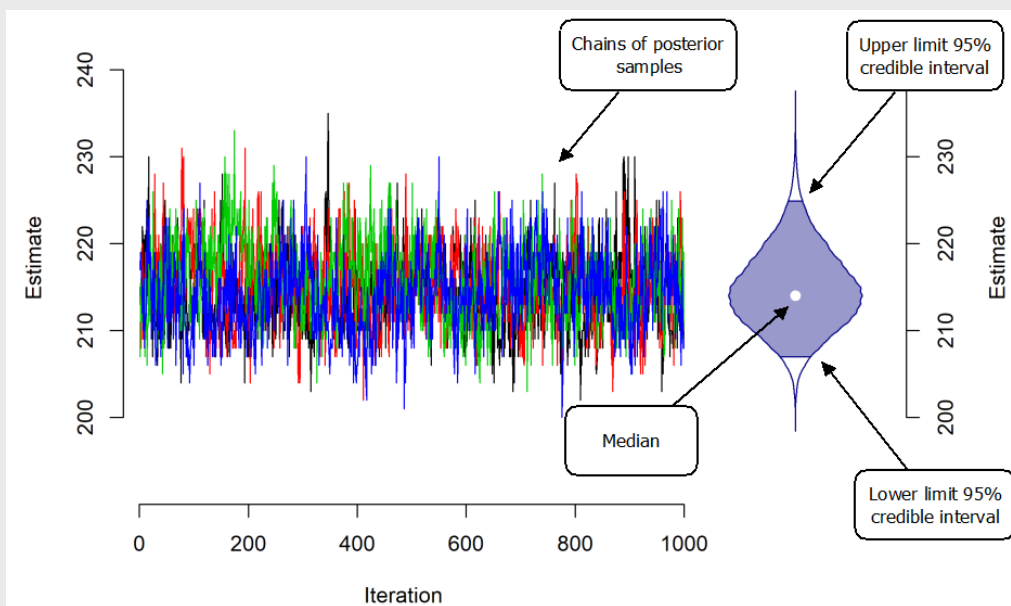 Chains of posterior
samples
Upper limit 95%
credible interval
240
230
220
210
200
Estimate
230
220
210
200
Estimate
Median
Lower limit 95%
credible interval
0 200 400 600 800 1000
Iteration